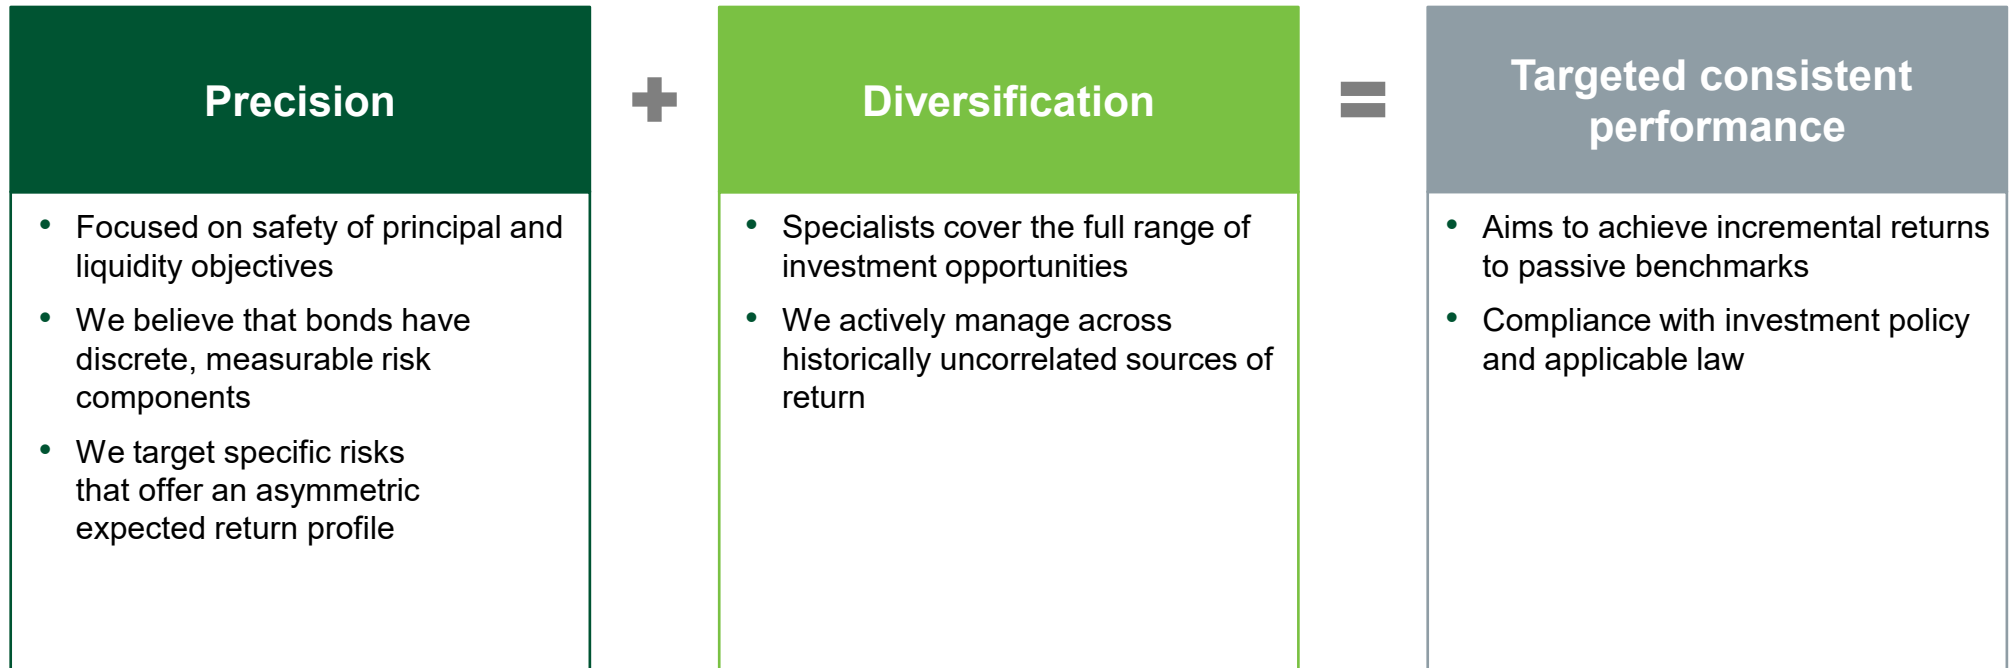 Precision
+
Diversification
=
Targeted consistent
performance
• Focused on safety of principal and
liquidity objectives
• We believe that bonds have
discrete, measurable risk
components
• We target specific risks
that offer an asymmetric
expected return profile
• Specialists cover the full range of
investment opportunities
• We actively manage across
historically uncorrelated sources of
return
• Aims to achieve incremental returns
to passive benchmarks
• Compliance with investment policy
and applicable law